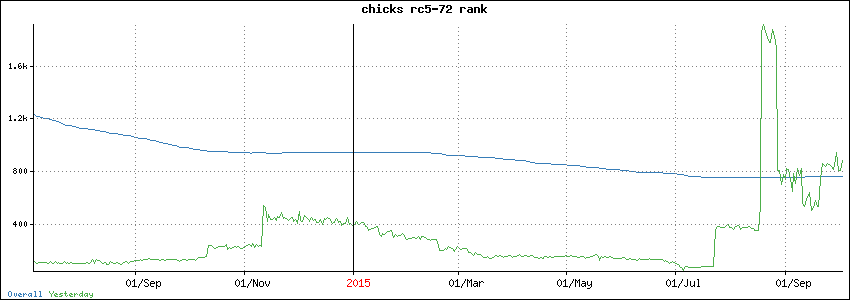 chicks rc5-72 rank
1.6k
1.2k
800
400
01/Sep 01/Nov 2015 01/Mar 01/May 01/Jul 01/Sep
Overall Yesterday